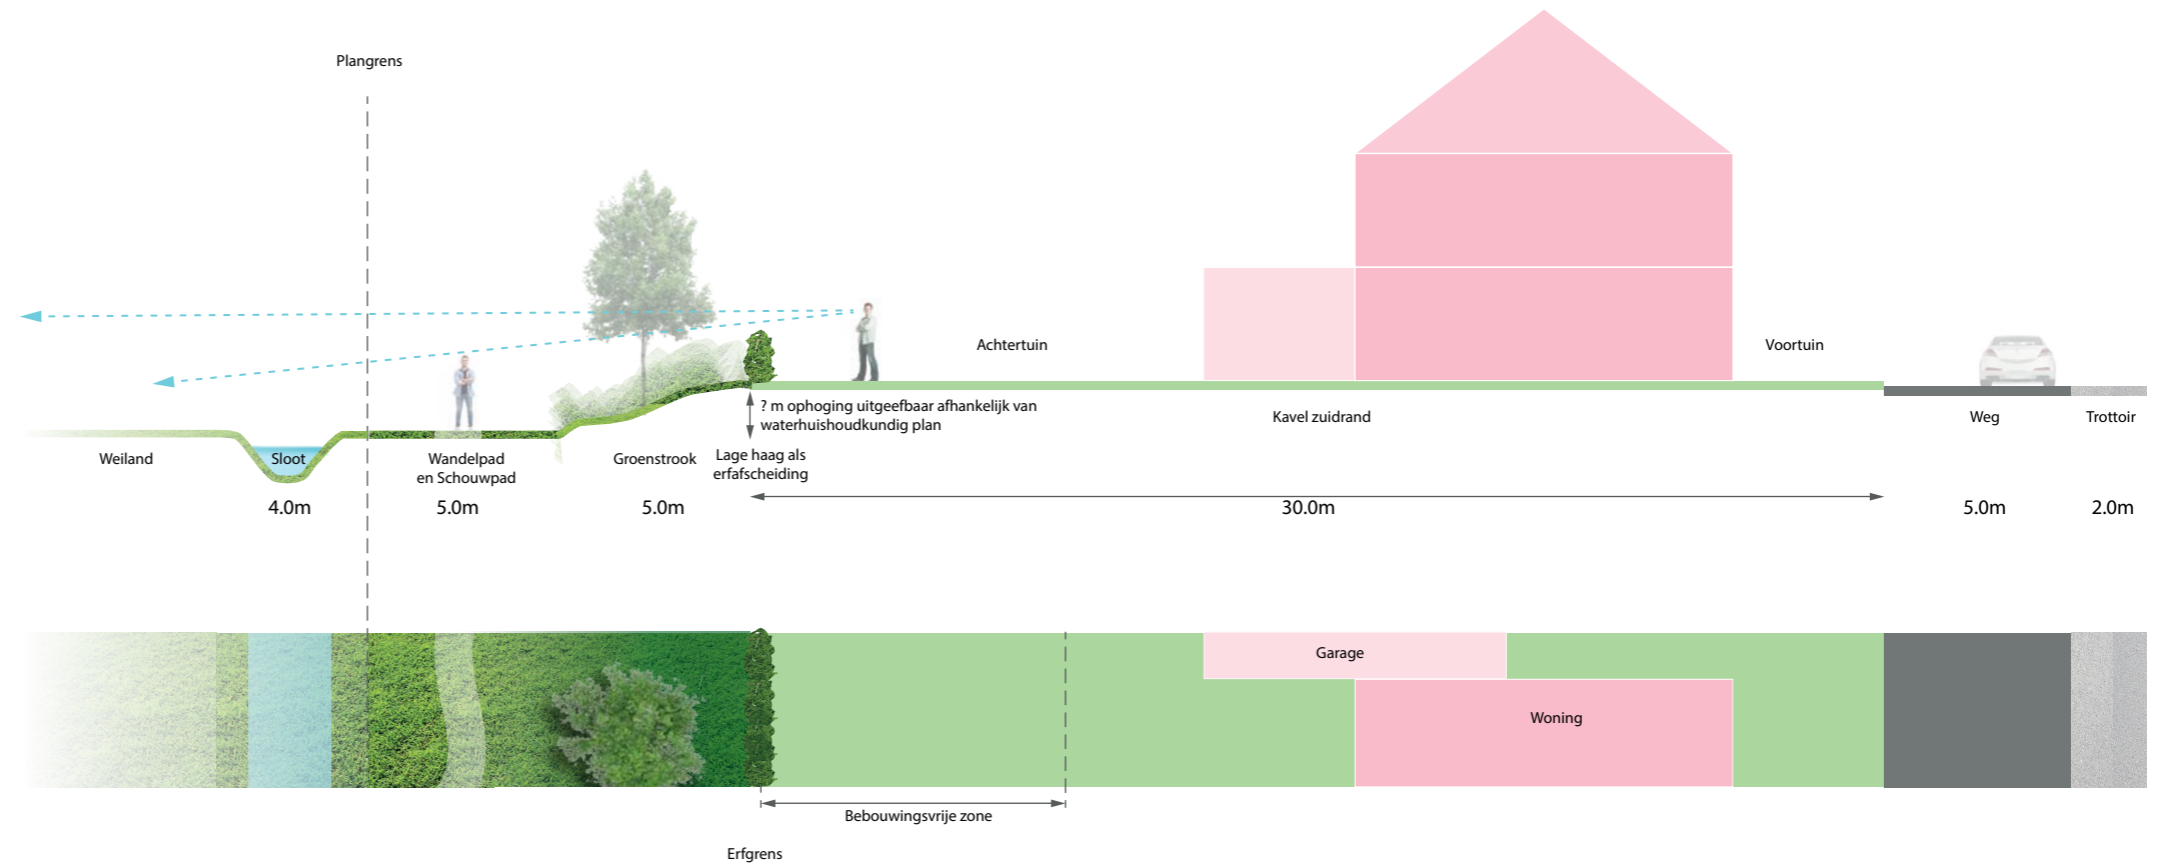 Plangrens
Achtertuin
Voortuin
? m ophoging uitgeefbaar afhankelijk van
waterhuishoudkundig plan
Kavel zuidrand
Weg
Trottoir
Weiland
Sloot
Wandelpad
en Schouwpad
Groenstrook
Lage haag als
erfafscheiding
4.0m
5.0m
5.0m
30.0m
5.0m
2.0m
Garage
Woning
Bebouwingsvrije zone
Erfgrens